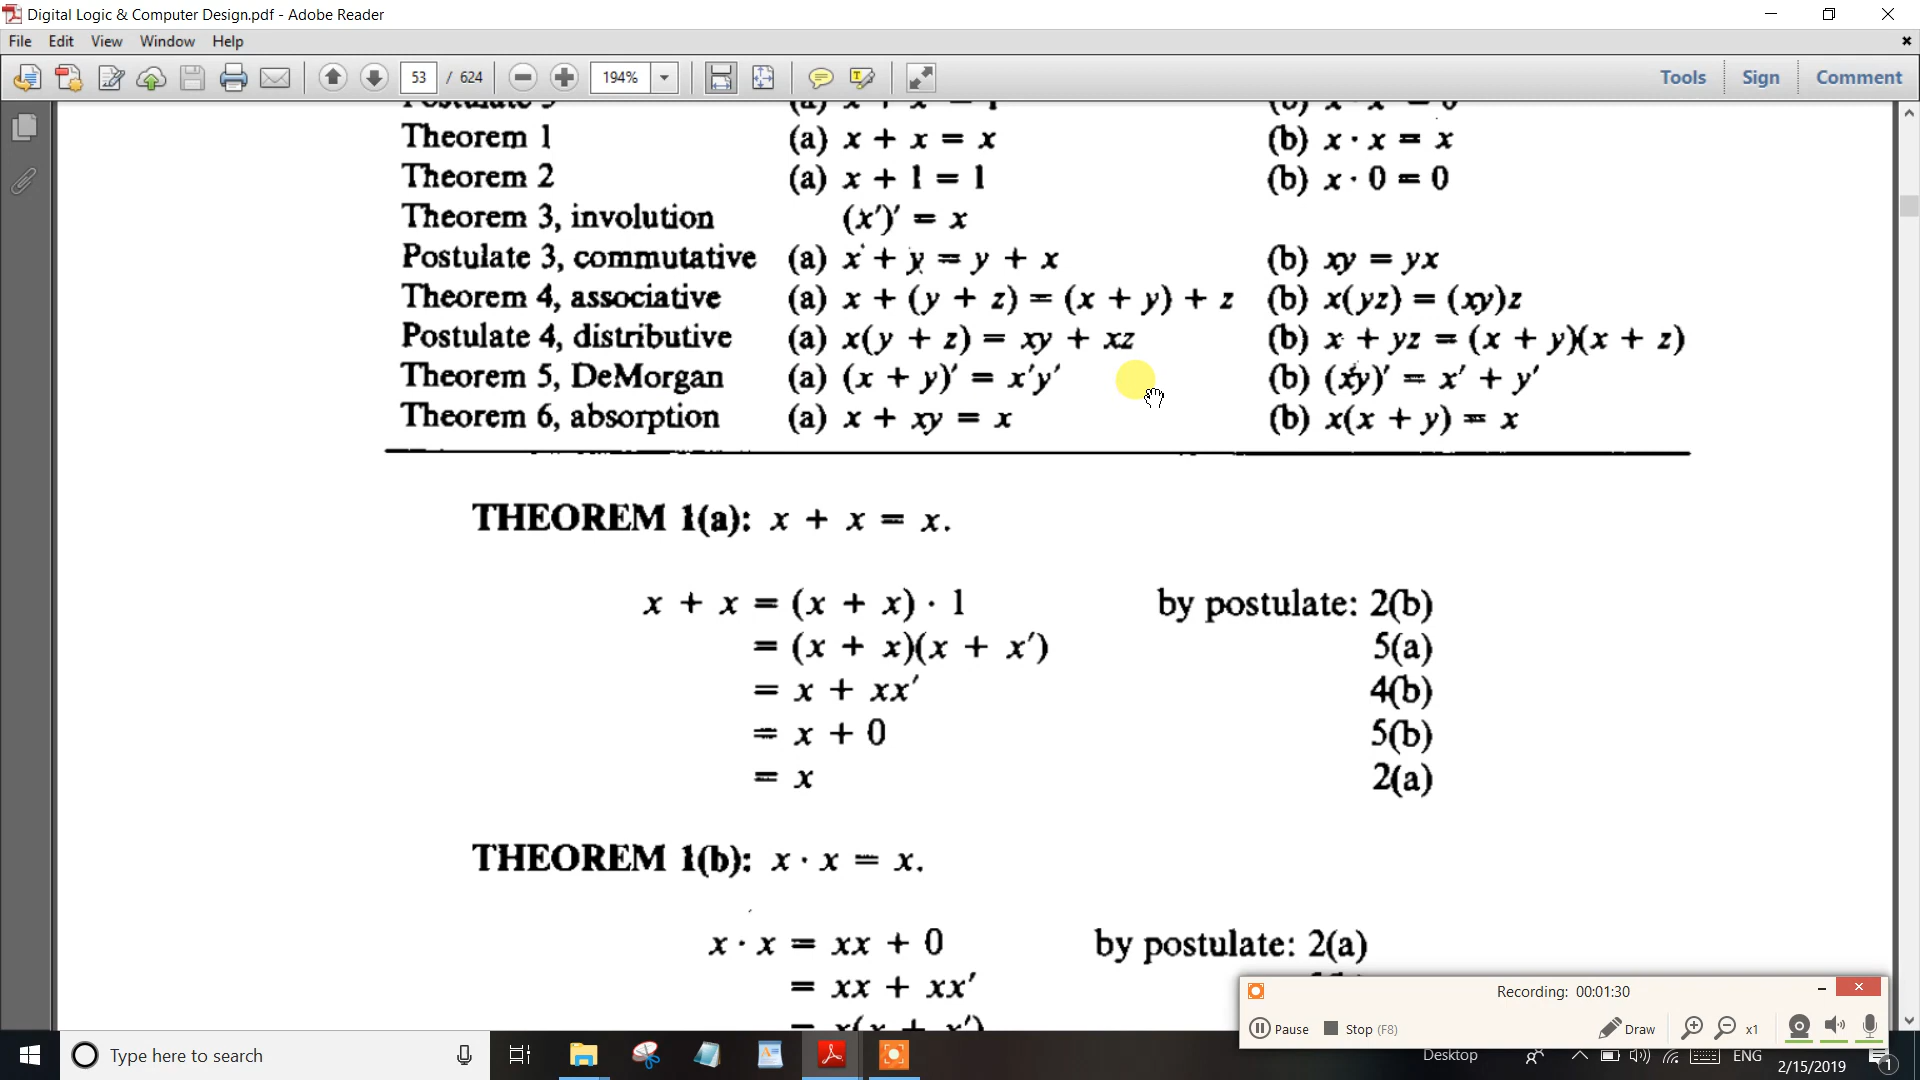 Digital Logic & Computer Design.pdf - Adobe Reader
File Edit View Window Help
53 / 624 194% Tools Sign Comment
Theorem 1 (a) x + x = x (b) x · x = x
Theorem 2 (a) x + 1 = 1 (b) x · 0 = 0
Theorem 3, involution (x′)′ = x
Postulate 3, commutative (a) x + y = y + x (b) xy = yx
Theorem 4, associative (a) x + (y + z) = (x + y) + z (b) x(yz) = (xy)z
Postulate 4, distributive (a) x(y + z) = xy + xz (b) x + yz = (x + y)(x + z)
Theorem 5, DeMorgan (a) (x + y)′ = x′y′ (b) (xy)′ = x′ + y′
Theorem 6, absorption (a) x + xy = x (b) x(x + y) = x
THEOREM 1(a): x + x = x.
x + x = (x + x) · 1 by postulate: 2(b)
= (x + x)(x + x′) 5(a)
= x + xx′ 4(b)
= x + 0 5(b)
= x 2(a)
THEOREM 1(b): x · x = x.
x · x = xx + 0 by postulate: 2(a)
= xx + xx′
= x(x + x′)
Recording: 00:01:30
Pause Stop (F8) Draw x1
Type here to search
Desktop ENG
2/15/2019 1